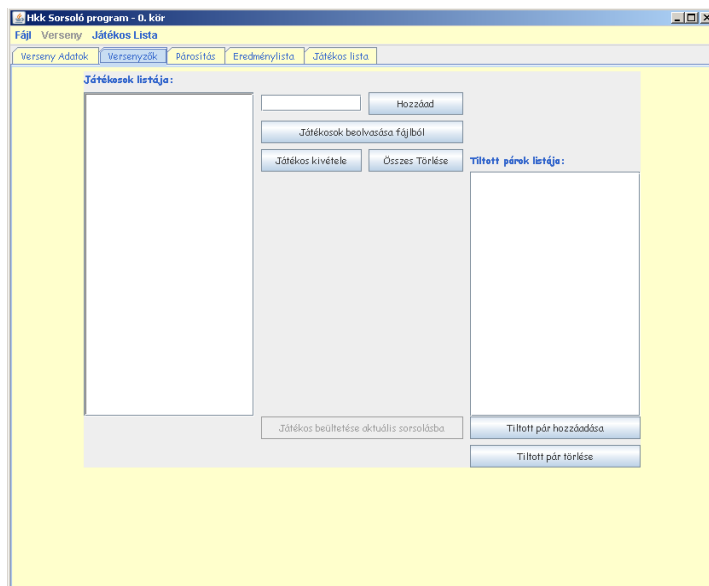 Hkk Sorsoló program - 0. kör
Fájl Verseny Játékos Lista
Verseny Adatok Versenyzők Párosítás Eredménylista Játékos lista
Játékosok listája:
Hozzáad
Játékosok beolvasása fájlból
Játékos kivétele Összes Törlése
Tiltott párok listája:
Játékos beültetése aktuális sorsolásba
Tiltott pár hozzáadása
Tiltott pár törlése